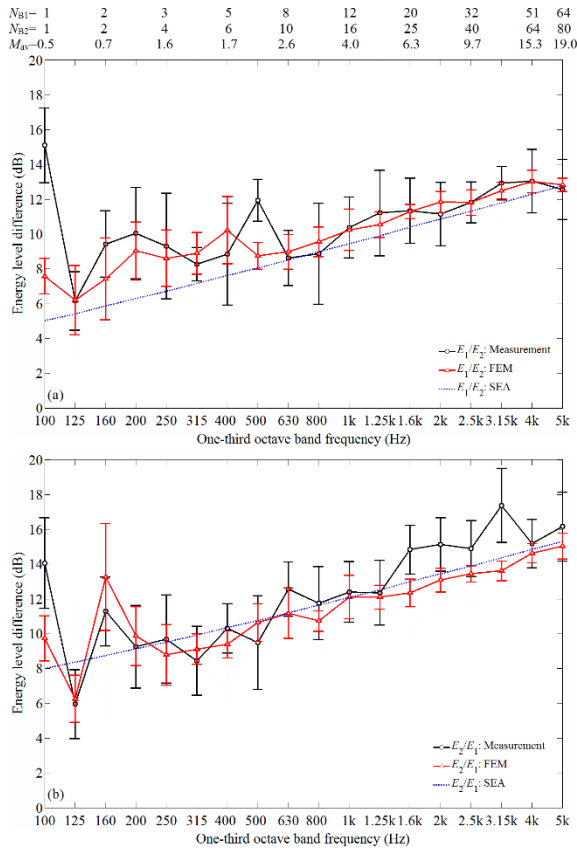 N_B1= 1 2 3 5 8 12 20 32 51 64
N_B2= 1 2 4 6 10 16 25 40 64 80
M_av=0.5 0.7 1.6 1.7 2.6 4.0 6.3 9.7 15.3 19.0
20
18
16
14
12
10
8
6
4
2
0
Energy level difference (dB)
E₁/E₂: Measurement
E₁/E₂: FEM
E₁/E₂: SEA
(a)
100 125 160 200 250 315 400 500 630 800 1k 1.25k 1.6k 2k 2.5k 3.15k 4k 5k
One-third octave band frequency (Hz)
20
18
16
14
12
10
8
6
4
2
0
Energy level difference (dB)
E₂/E₁: Measurement
E₂/E₁: FEM
E₂/E₁: SEA
(b)
100 125 160 200 250 315 400 500 630 800 1k 1.25k 1.6k 2k 2.5k 3.15k 4k 5k
One-third octave band frequency (Hz)